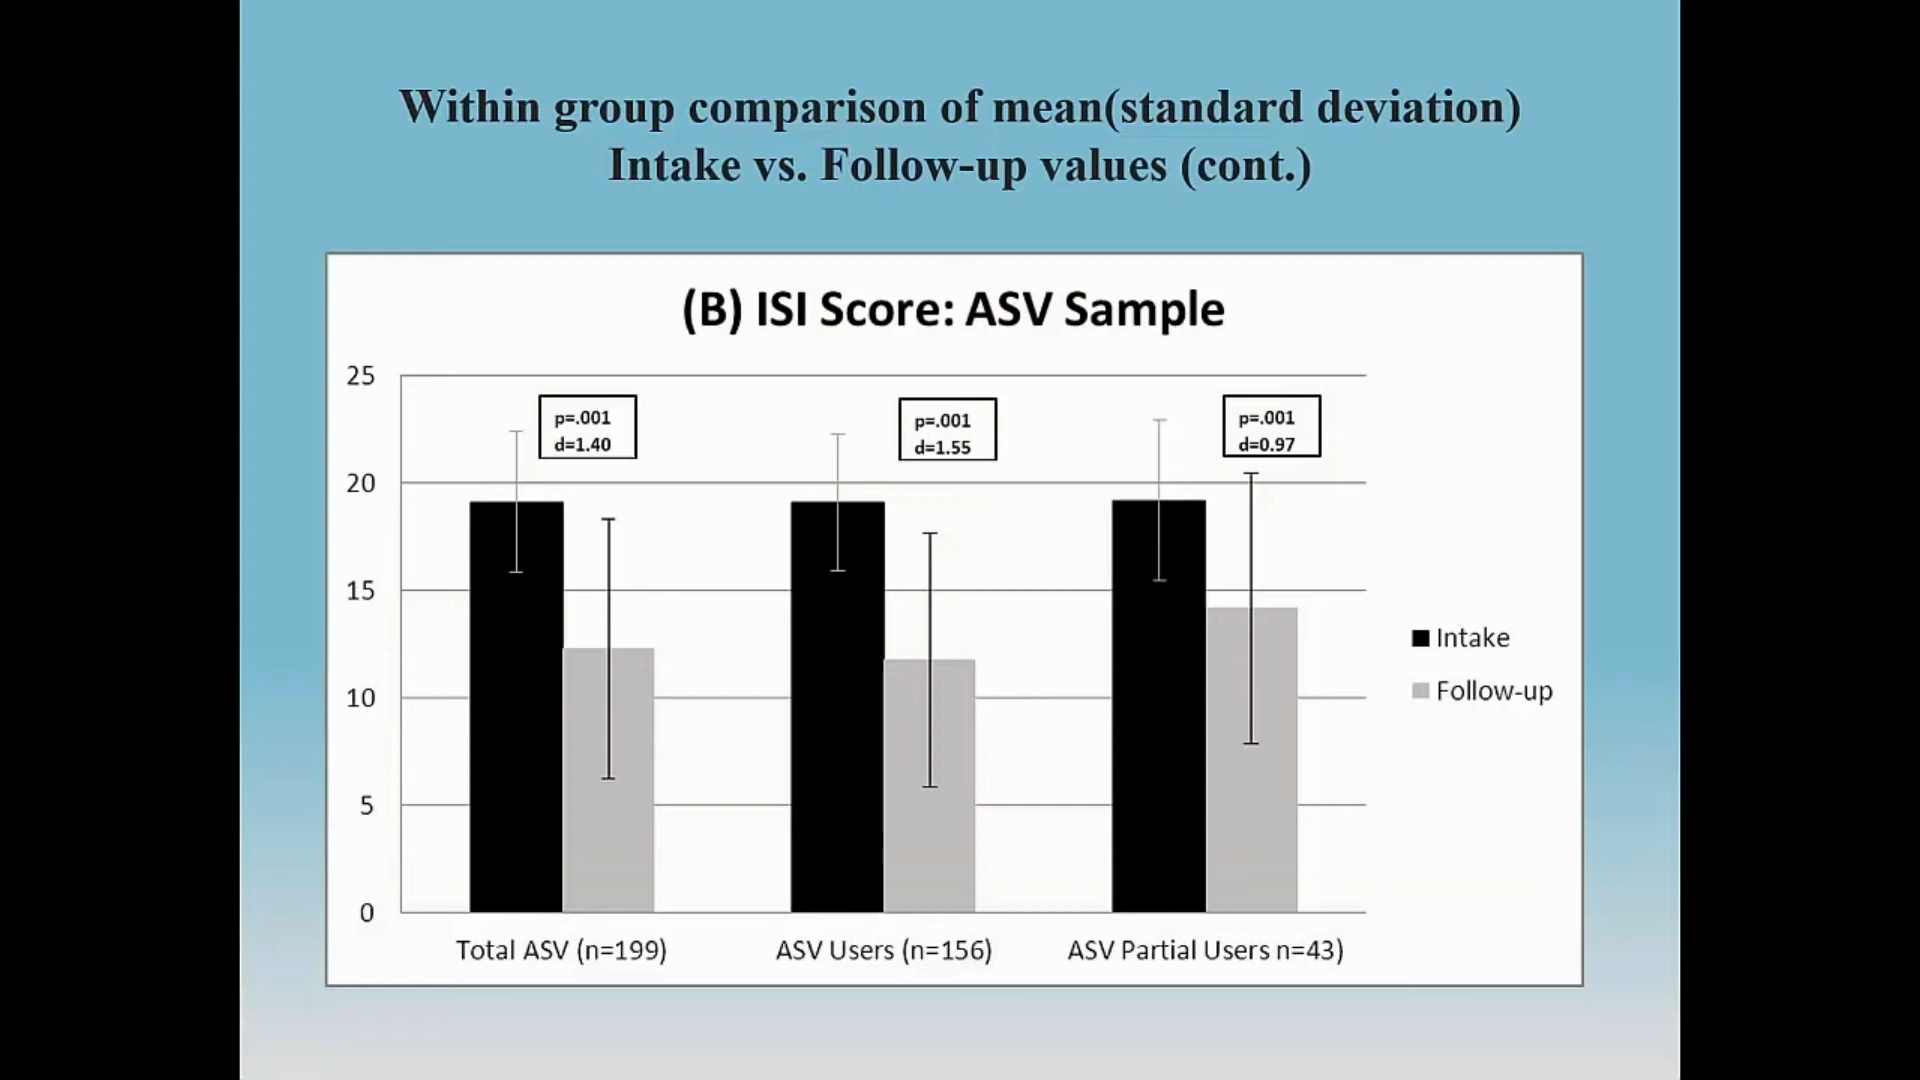 Within group comparison of mean(standard deviation)
Intake vs. Follow-up values (cont.)
(B) ISI Score: ASV Sample
25
20
15
10
5
0
p=.001
d=1.40
p=.001
d=1.55
p=.001
d=0.97
Total ASV (n=199)
ASV Users (n=156)
ASV Partial Users n=43)
Intake
Follow-up